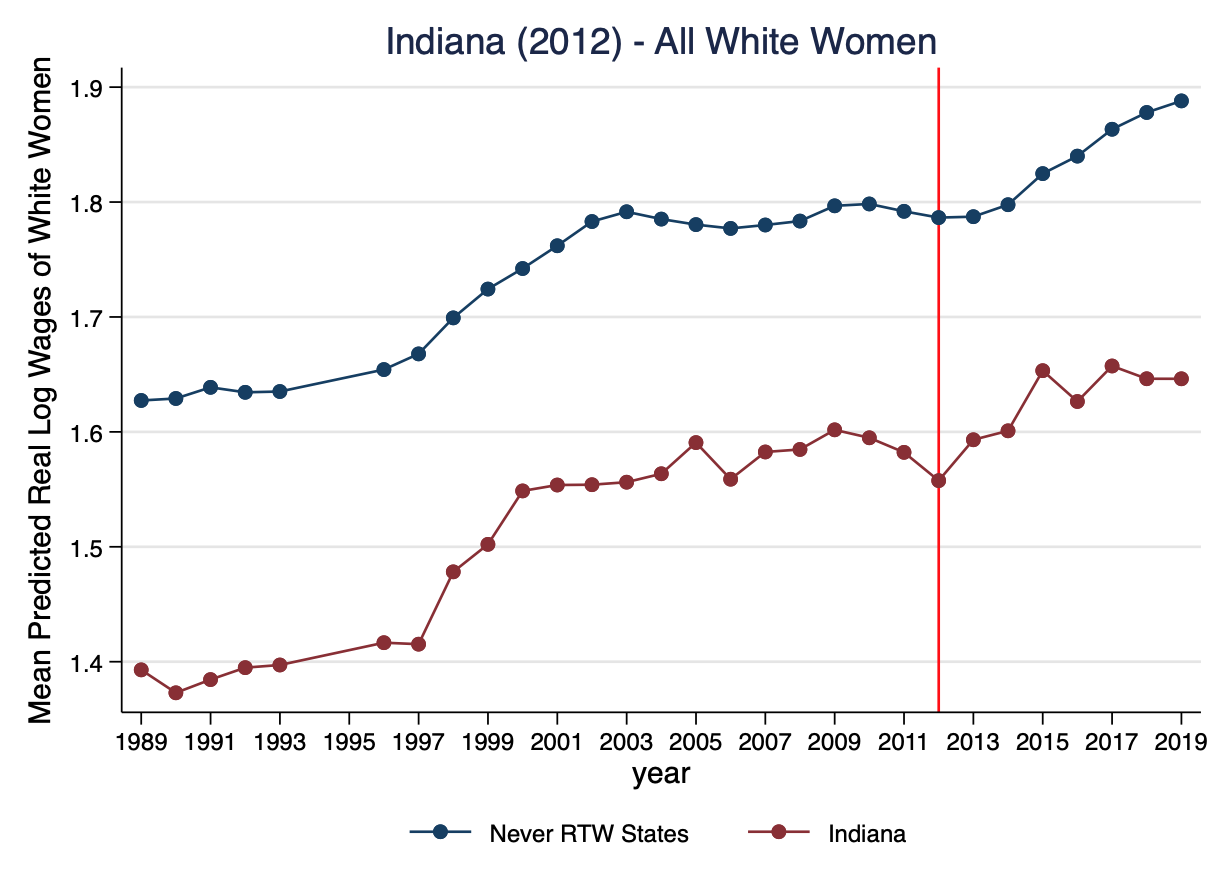 Indiana (2012) - All White Women
Mean Predicted Real Log Wages of White Women
1.9
1.8
1.7
1.6
1.5
1.4
1989 1991 1993 1995 1997 1999 2001 2003 2005 2007 2009 2011 2013 2015 2017 2019
year
Never RTW States Indiana